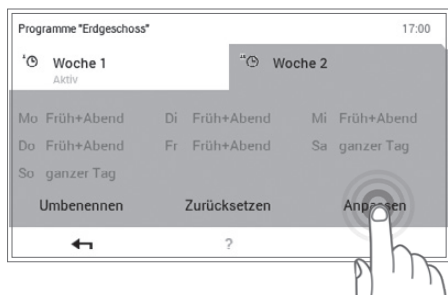 Programme "Erdgeschoss" 17:00
Woche 1 Woche 2
Aktiv
Mo Früh+Abend Di Früh+Abend Mi Früh+Abend
Do Früh+Abend Fr Früh+Abend Sa ganzer Tag
So ganzer Tag
Umbenennen Zurücksetzen Anpassen
?